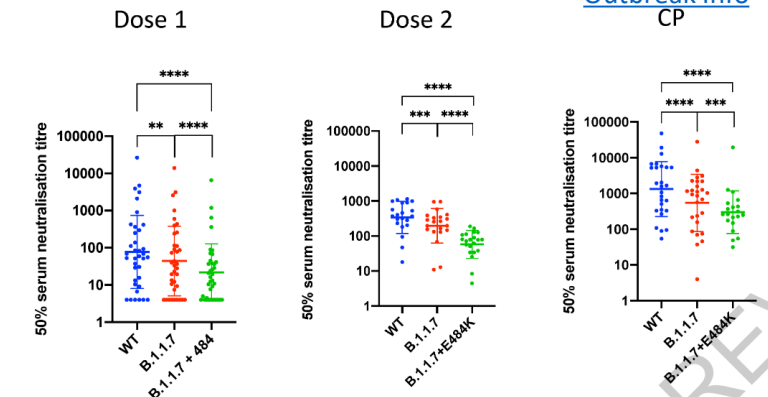 Outbreak Info
Dose 1
Dose 2
CP
50% serum neutralisation titre
100000
10000
1000
100
10
1
****
**
****
WT
B.1.1.7
B.1.1.7 + 484
50% serum neutralisation titre
100000
10000
1000
100
10
1
****
***
****
WT
B.1.1.7
B.1.1.7+E484K
50% serum neutralisation titre
100000
10000
1000
100
10
1
****
****
***
WT
B.1.1.7
B.1.1.7+E484K